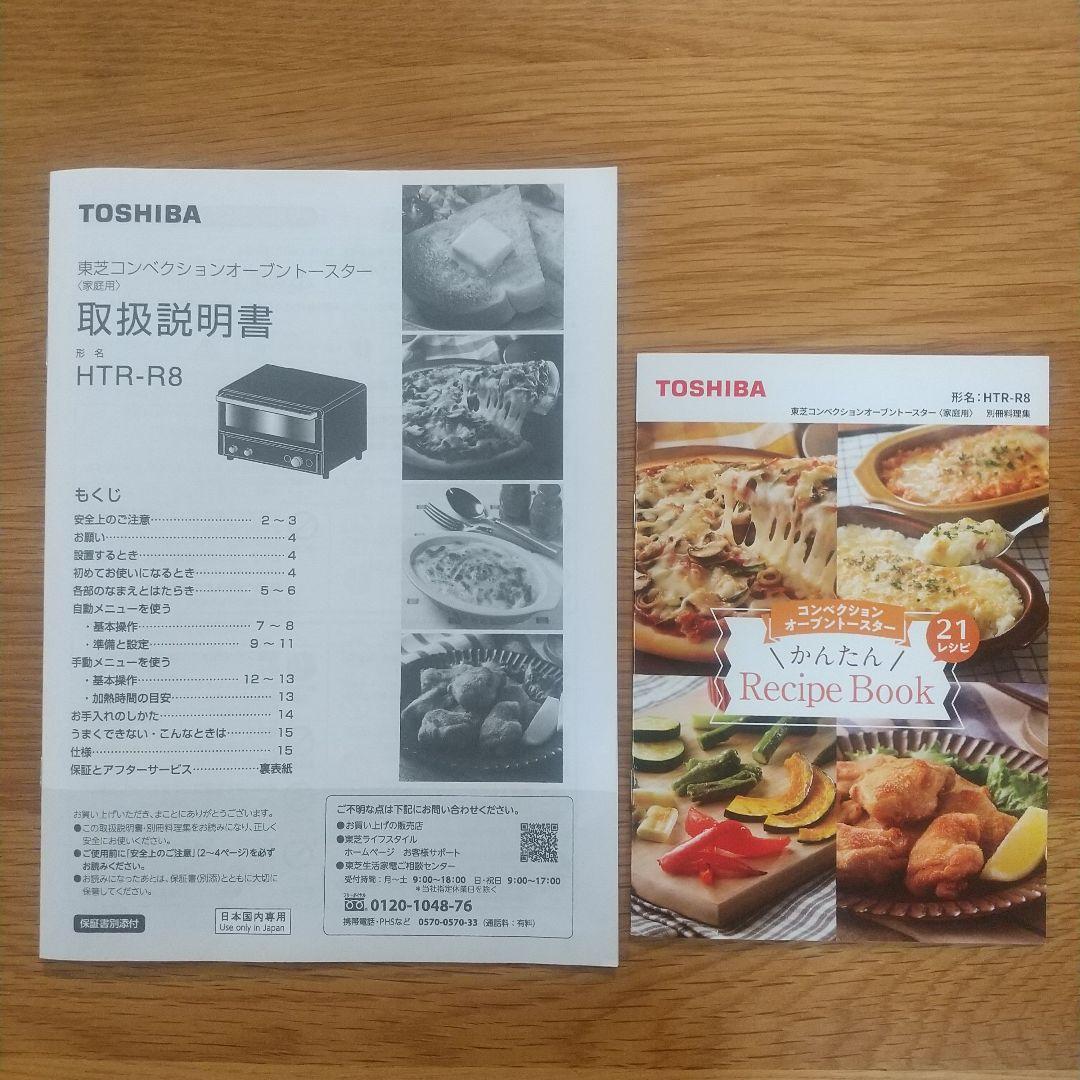 TOSHIBA
東芝コンベクションオーブントースター
〈家庭用〉
取扱説明書
形 名
HTR-R8
もくじ
安全上のご注意………………………… 2～3
お願い…………………………………………… 4
設置するとき…………………………………… 4
初めてお使いになるとき……………………… 4
各部のなまえとはたらき…………… 5～6
自動メニューを使う
・基本操作…………………………… 7～8
・準備と設定………………………… 9～11
手動メニューを使う
・基本操作…………………………… 12～13
・加熱時間の目安……………………… 13
お手入れのしかた……………………………… 14
うまくできない・こんなときは………… 15
仕様……………………………………………… 15
保証とアフターサービス………………裏表紙
お買い上げいただき、まことにありがとうございます。
●この取扱説明書・別冊料理集をお読みになり、正しく
安全にお使いください。
●ご使用前に「安全上のご注意」(2～4ページ)を必ず
お読みください。
●お読みになったあとは、保証書(別添)とともに大切に
保管してください。
保証書別添付
日本国内専用
Use only in Japan
ご不明な点は下記にお問い合わせください。
●お買い上げの販売店
●東芝ライフスタイル
ホームページ お客様サポート
●東芝生活家電ご相談センター
受付時間：月～土 9:00～18:00 日・祝日 9:00～17:00
＊当社指定休業日を除く
フリーダイヤル
0120-1048-76
携帯電話・PHSなど 0570-0570-33 (通話料：有料)
TOSHIBA
形名：HTR-R8
東芝コンベクションオーブントースター〈家庭用〉 別冊料理集
コンベクション
オーブントースター
21
レシピ
かんたん
Recipe Book